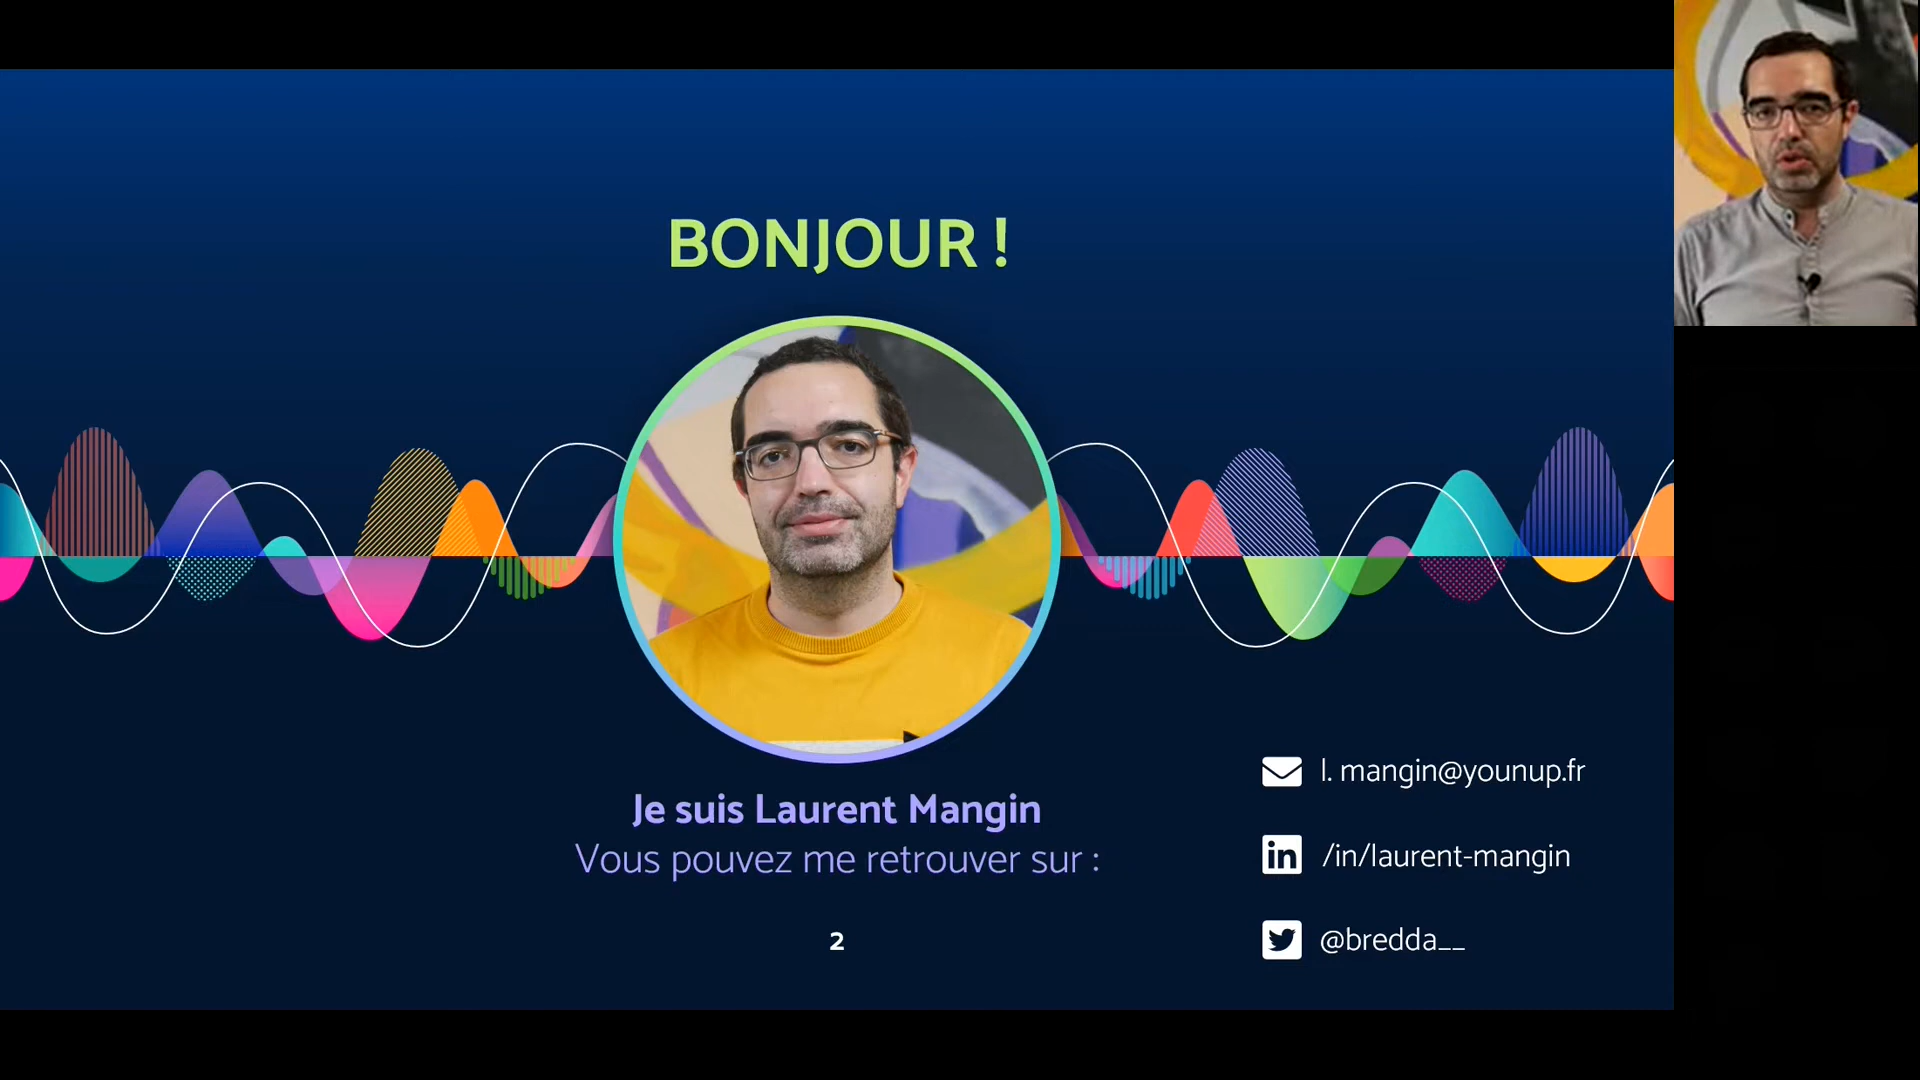 BONJOUR !
Je suis Laurent Mangin
Vous pouvez me retrouver sur :
l. mangin@younup.fr
/in/laurent-mangin
@bredda__
2